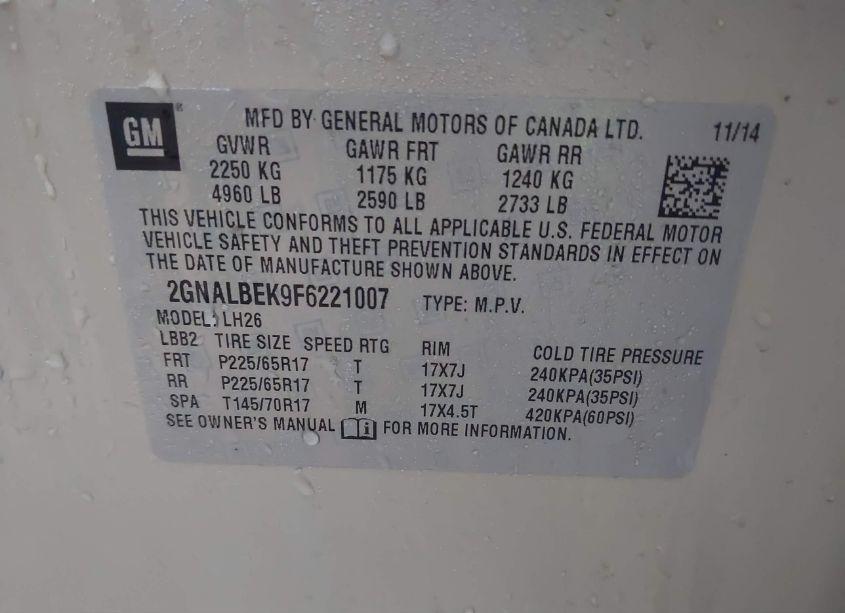 GM ® MFD BY GENERAL MOTORS OF CANADA LTD. 11/14
GVWR GAWR FRT GAWR RR
2250 KG 1175 KG 1240 KG
4960 LB 2590 LB 2733 LB
THIS VEHICLE CONFORMS TO ALL APPLICABLE U.S. FEDERAL MOTOR
VEHICLE SAFETY AND THEFT PREVENTION STANDARDS IN EFFECT ON
THE DATE OF MANUFACTURE SHOWN ABOVE.
2GNALBEK9F6221007 TYPE: M.P.V.
MODEL: LH26
LBB2 TIRE SIZE SPEED RTG RIM COLD TIRE PRESSURE
FRT P225/65R17 T 17X7J 240KPA(35PSI)
RR P225/65R17 T 17X7J 240KPA(35PSI)
SPA T145/70R17 M 17X4.5T 420KPA(60PSI)
SEE OWNER'S MANUAL i FOR MORE INFORMATION.